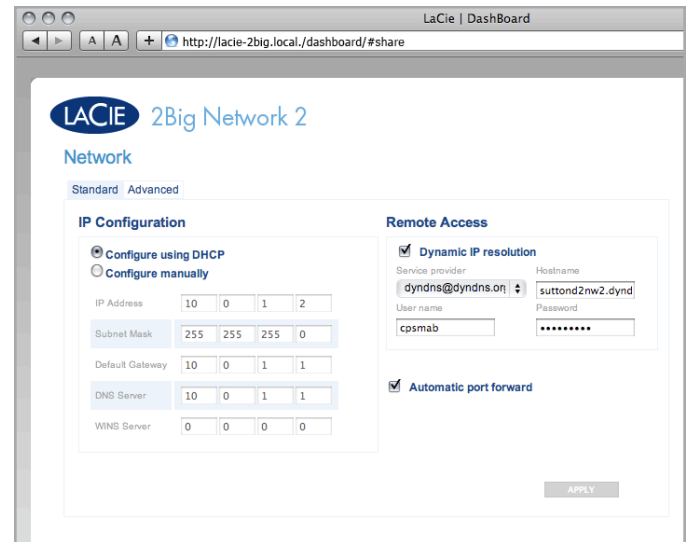 LaCie | DashBoard
A A + http://lacie-2big.local./dashboard/#share
LACIE 2Big Network 2
Network
Standard Advanced
IP Configuration
Configure using DHCP
Configure manually
IP Address 10 0 1 2
Subnet Mask 255 255 255 0
Default Gateway 10 0 1 1
DNS Server 10 0 1 1
WINS Server 0 0 0 0
Remote Access
Dynamic IP resolution
Service provider Hostname
dyndns@dyndns.org suttond2nw2.dynd
User name Password
cpsmab •••••••••
Automatic port forward
APPLY